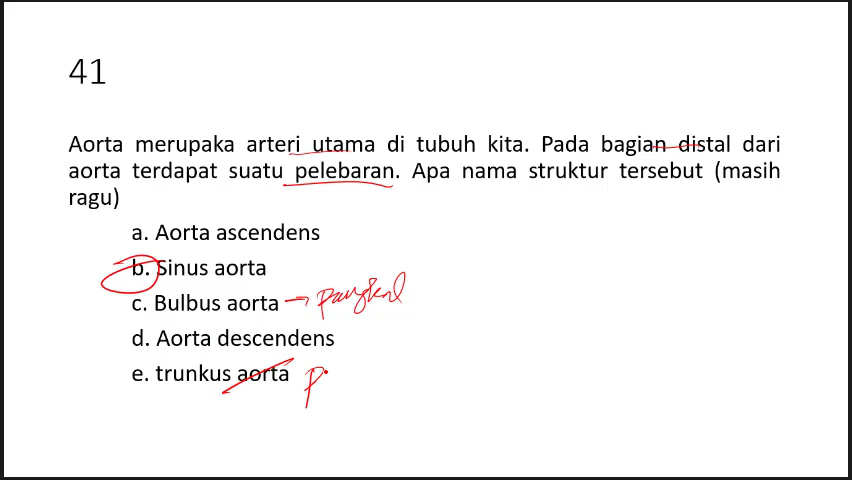 41
Aorta merupaka arteri utama di tubuh kita. Pada bagian distal dari
aorta terdapat suatu pelebaran. Apa nama struktur tersebut (masih
ragu)
a. Aorta ascendens
b. Sinus aorta
c. Bulbus aorta → pangkal
d. Aorta descendens
e. trunkus aorta P